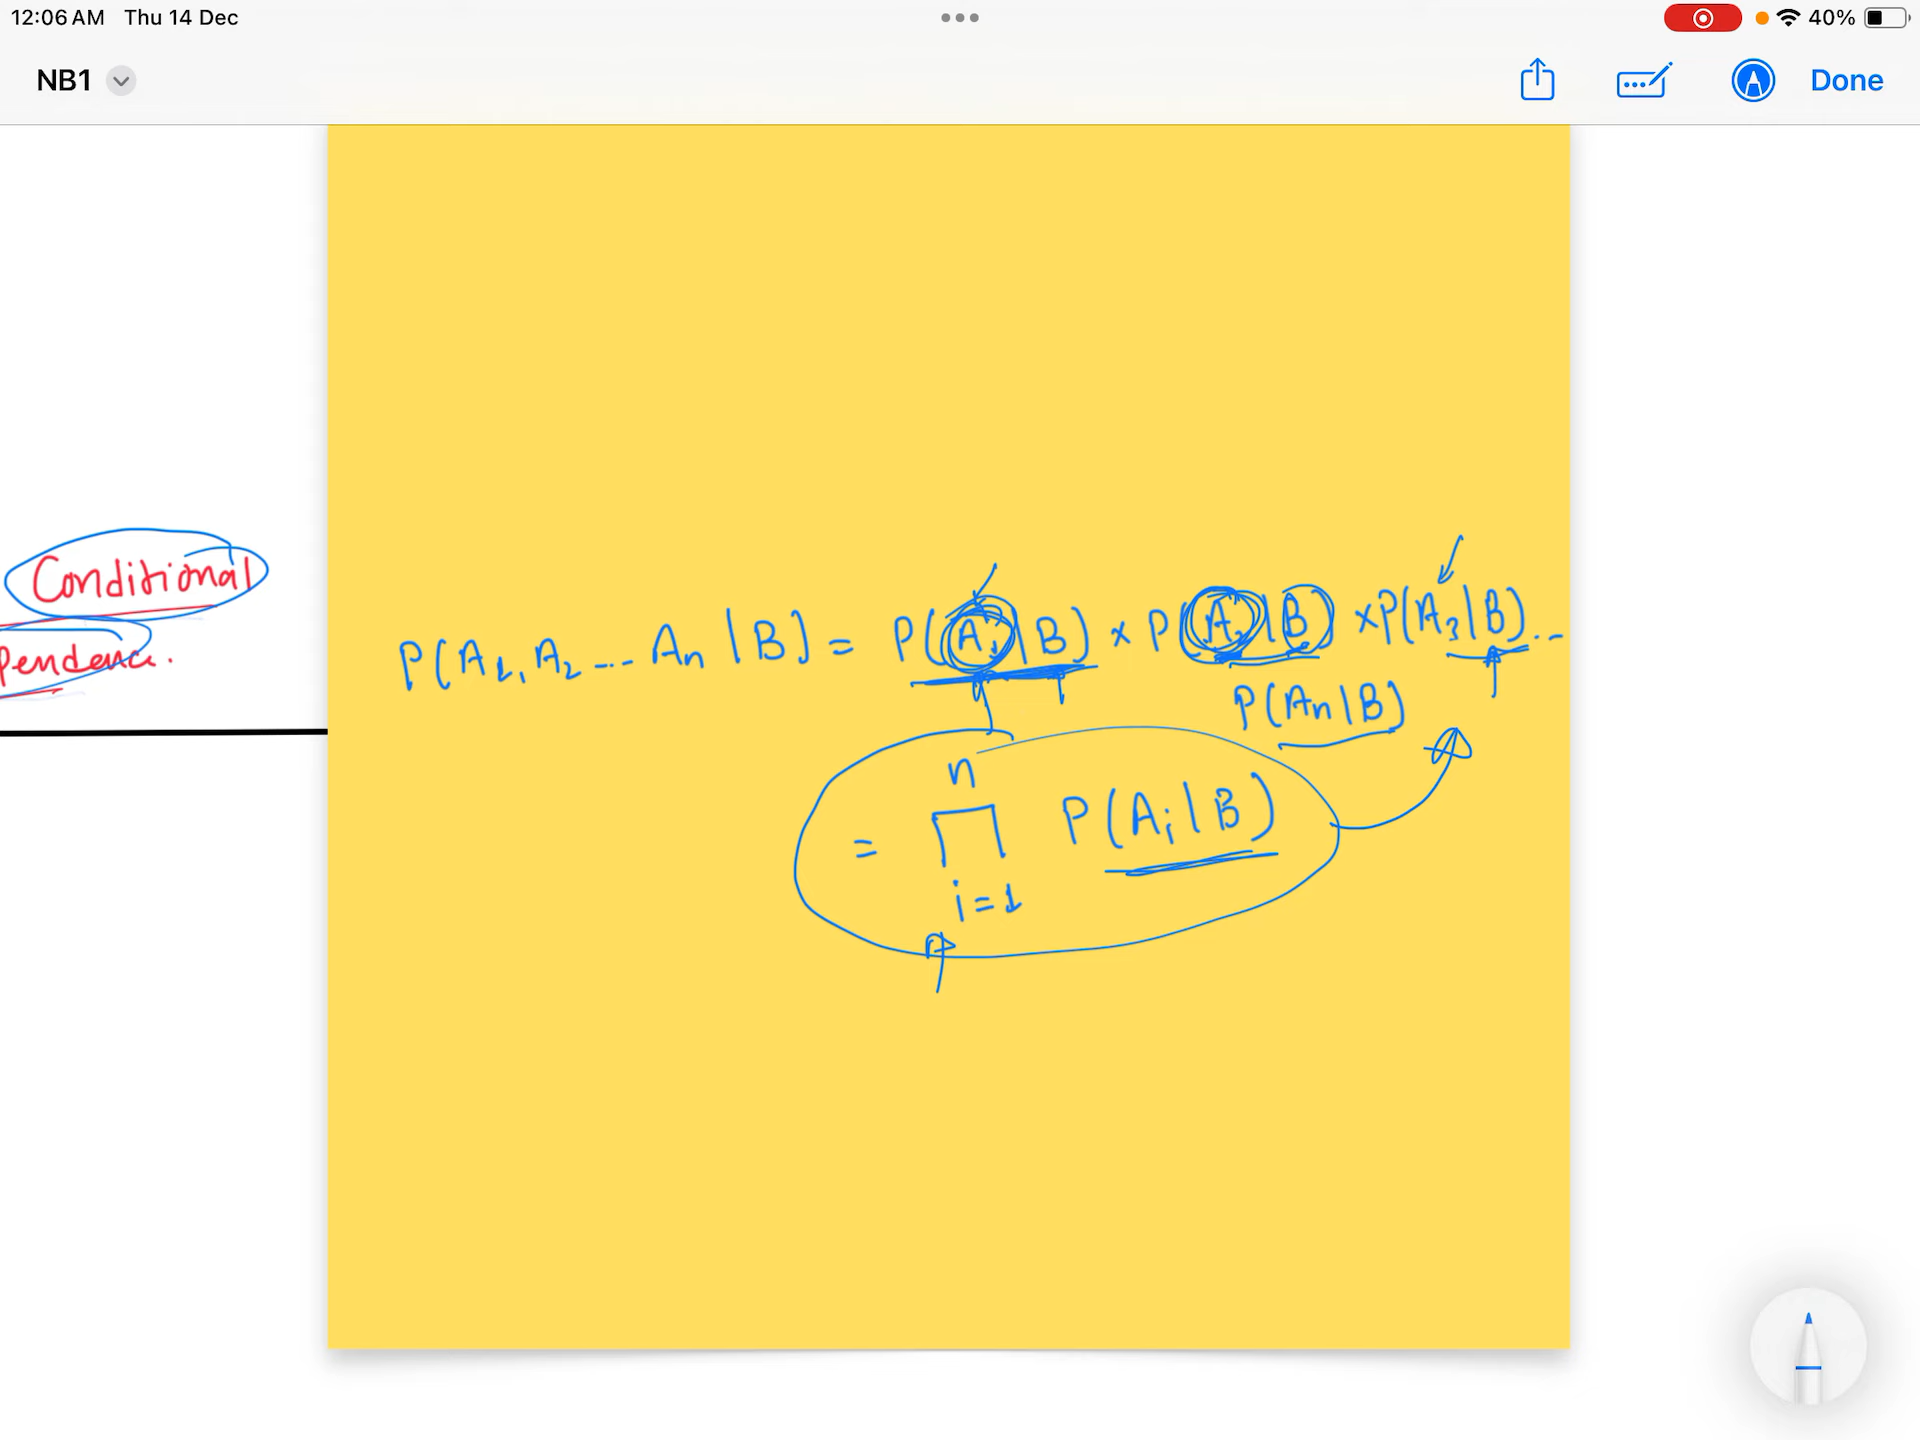 12:06 AM Thu 14 Dec
40%
NB1
Done
Conditional
pendence.
P(A1, A2 --- An | B) = P(A1|B) × P(A2|B) × P(A3|B)...
P(An|B)
n
= ∏ P(Ai|B)
i=1